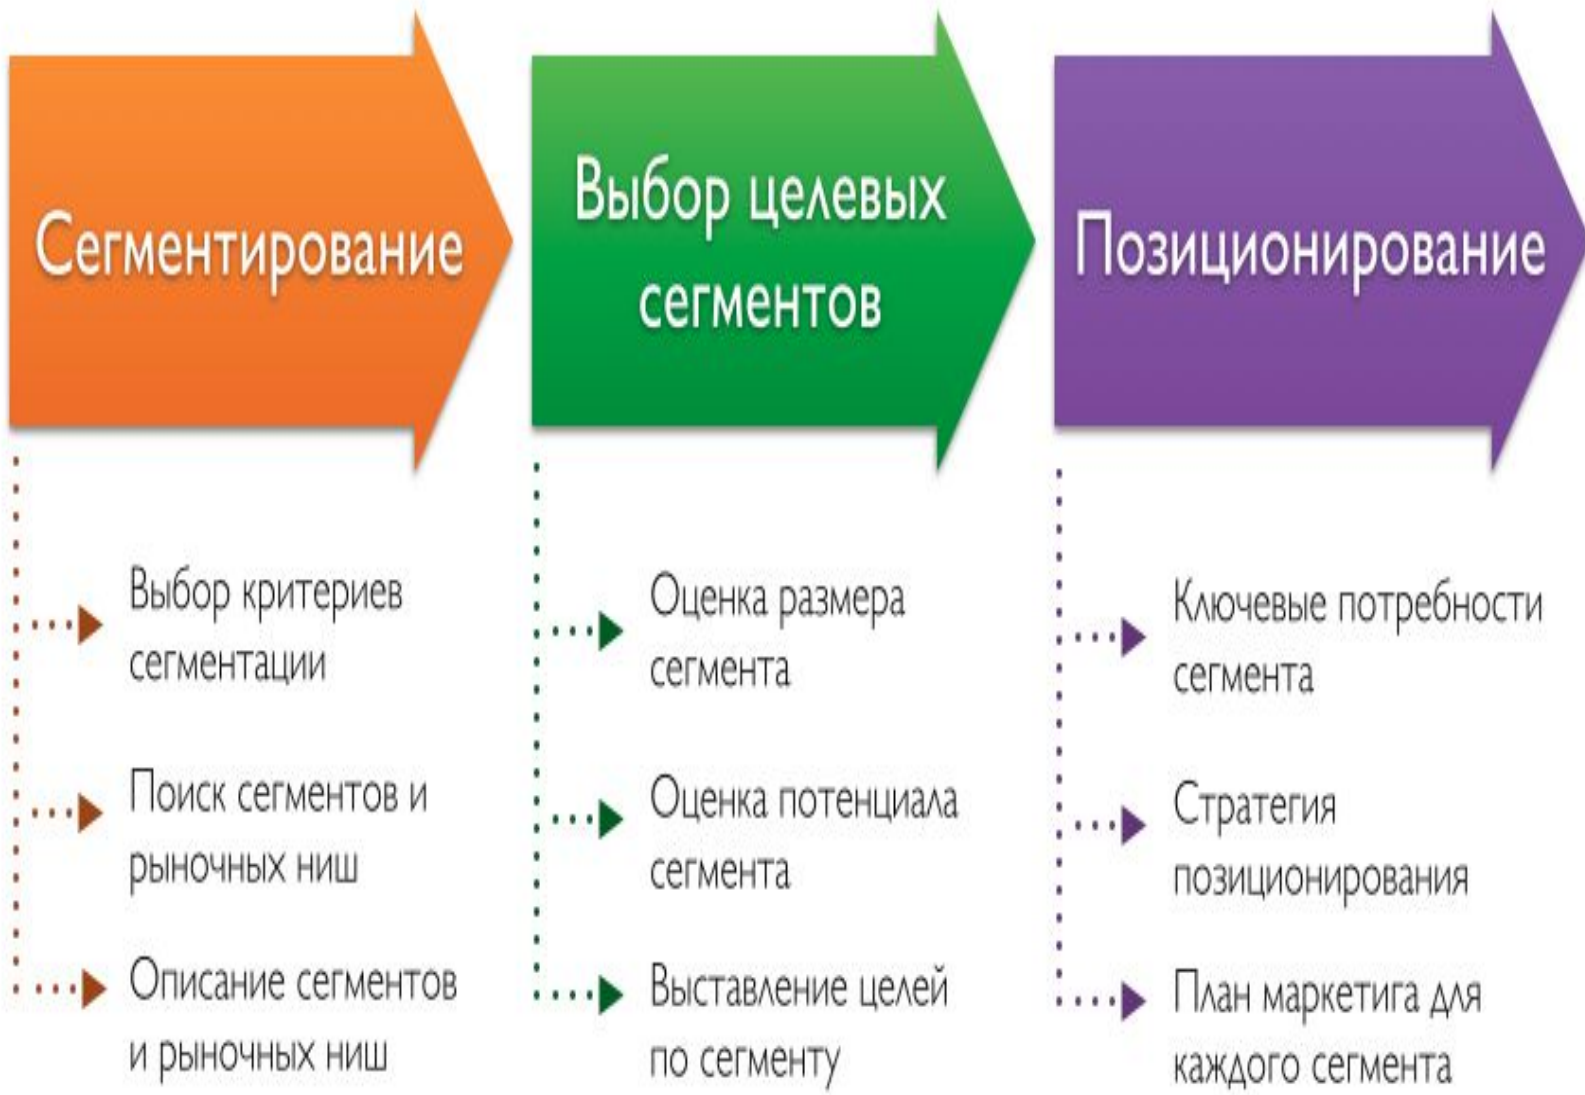 Сегментирование
Выбор критериев
сегментации
Поиск сегментов и
рыночных ниш
Описание сегментов
и рыночных ниш
Выбор целевых
сегментов
Оценка размера
сегмента
Оценка потенциала
сегмента
Выставление целей
по сегменту
Позиционирование
Ключевые потребности
сегмента
Стратегия
позиционирования
План маркетига для
каждого сегмента